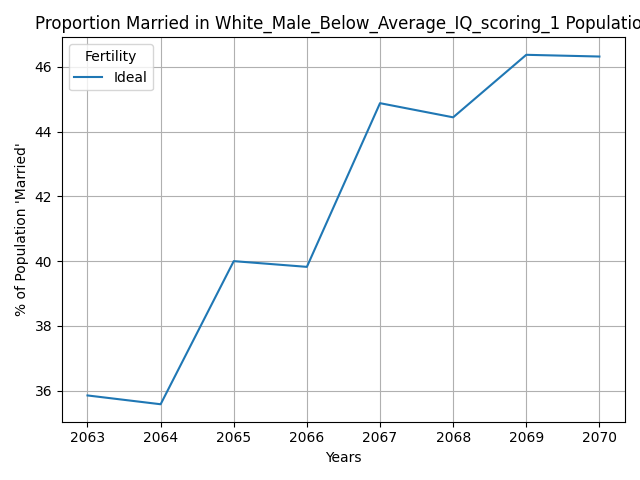 Proportion Married in White_Male_Below_Average_IQ_scoring_1 Populatio
Fertility
Ideal
% of Population 'Married'
46
44
42
40
38
36
2063 2064 2065 2066 2067 2068 2069 2070
Years